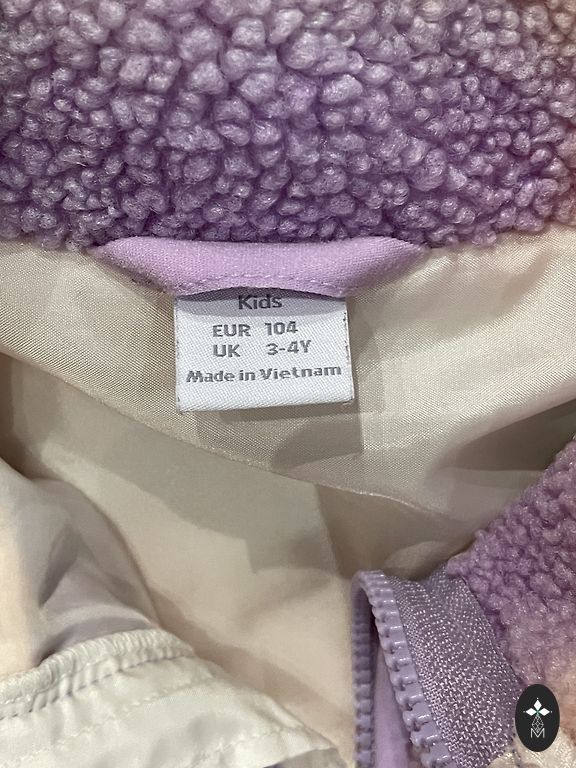 Kids
EUR 104
UK 3-4Y
Made in Vietnam
M